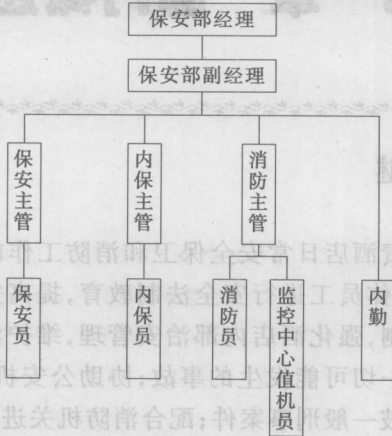 保安部经理
保安部副经理
保安主管
内保主管
消防主管
保安员
内保员
消防员
监控中心值机员
内勤